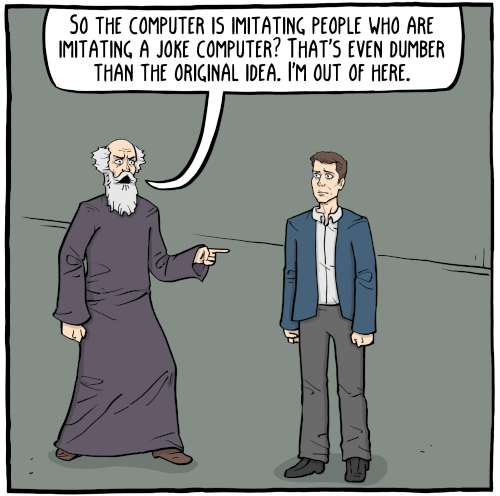 SO THE COMPUTER IS IMITATING PEOPLE WHO ARE
IMITATING A JOKE COMPUTER? THAT'S EVEN DUMBER
THAN THE ORIGINAL IDEA. I'M OUT OF HERE.